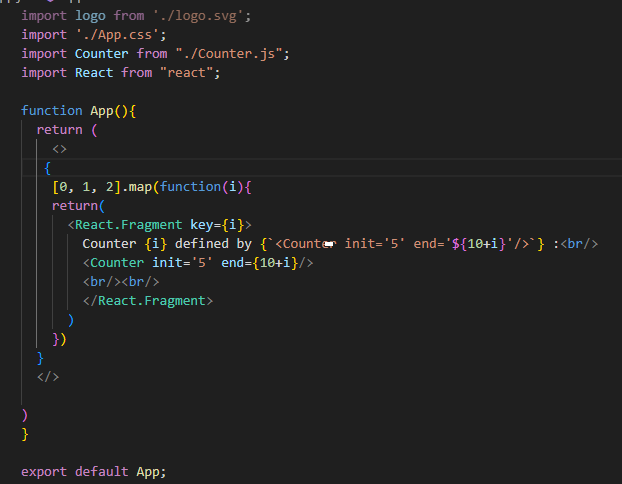 import logo from './logo.svg';
import './App.css';
import Counter from "./Counter.js";
import React from "react";
function App(){
return (
<>
{
[0, 1, 2].map(function(i){
return(
<React.Fragment key={i}>
Counter {i} defined by {`<Counter init='5' end='${10+i}'/>`} :<br/>
<Counter init='5' end={10+i}/>
<br/><br/>
</React.Fragment>
)
})
}
</>
)
}
export default App;